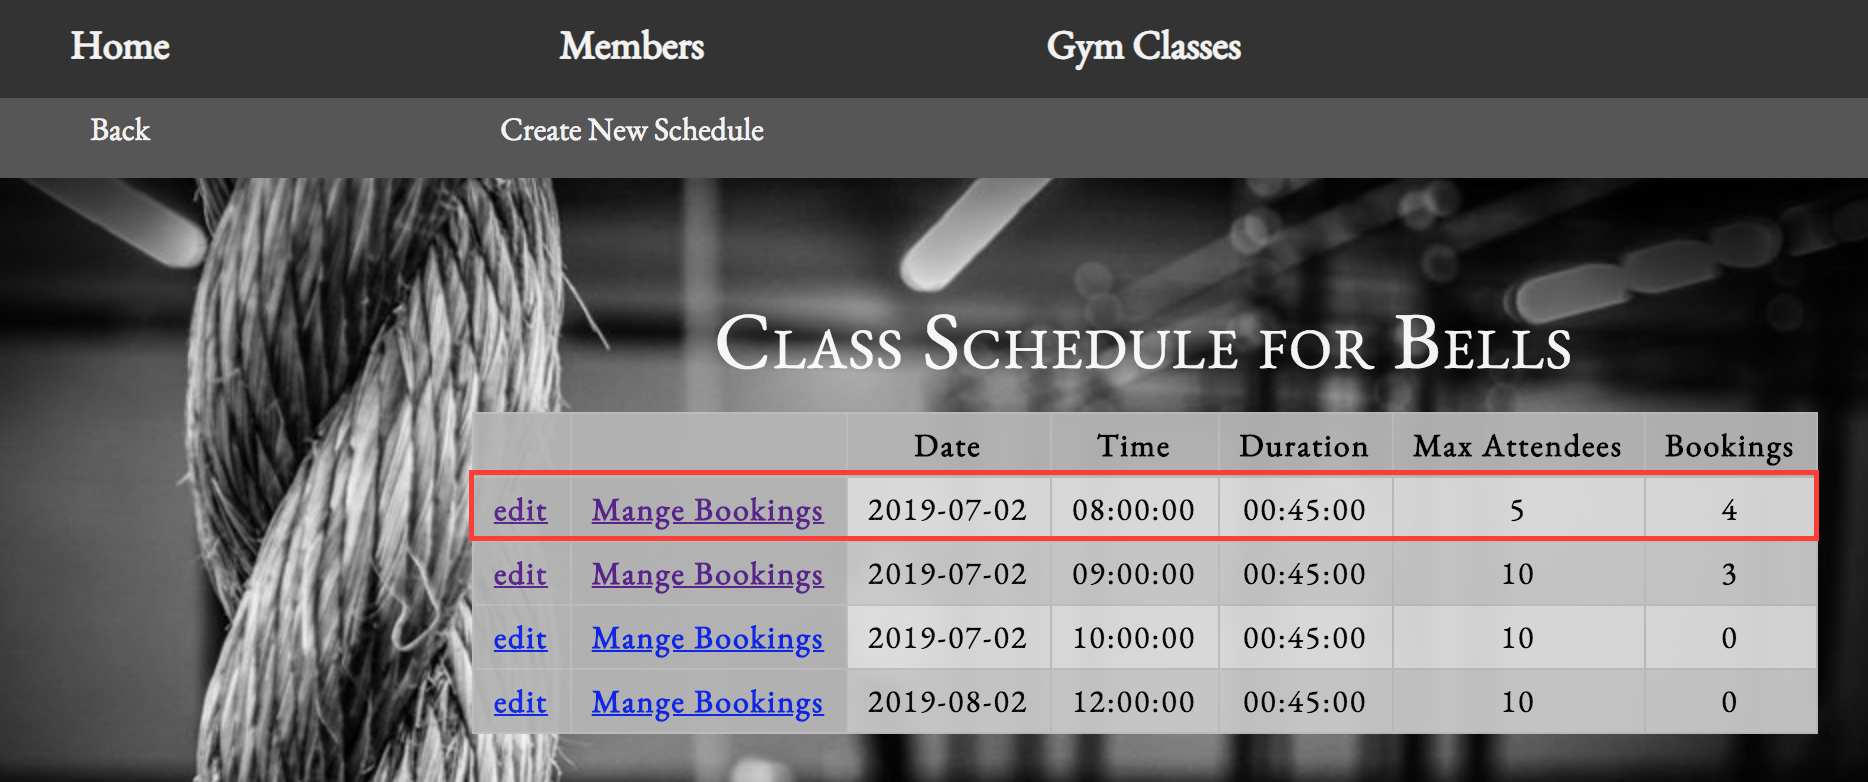 Home Members Gym Classes
Back Create New Schedule
Class Schedule for Bells
Date Time Duration Max Attendees Bookings
edit Mange Bookings 2019-07-02 08:00:00 00:45:00 5 4
edit Mange Bookings 2019-07-02 09:00:00 00:45:00 10 3
edit Mange Bookings 2019-07-02 10:00:00 00:45:00 10 0
edit Mange Bookings 2019-08-02 12:00:00 00:45:00 10 0